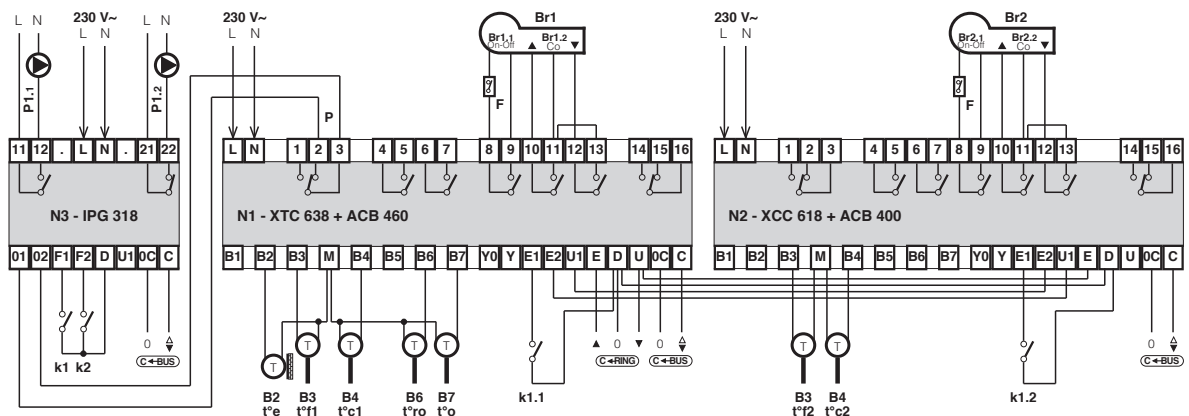 L N 230 V~ L N 230 V~ Br1 230 V~ Br2
L N L N L N
Br1.1 Br1.2 Br2.1 Br2.2
On-Off Co On-Off Co
P1.1 P1.2 P F F
11 12 . L N . 21 22 L N 1 2 3 4 5 6 7 8 9 10 11 12 13 14 15 16 L N 1 2 3 4 5 6 7 8 9 10 11 12 13 14 15 16
N3 - IPG 318 N1 - XTC 638 + ACB 460 N2 - XCC 618 + ACB 400
01 02 F1 F2 D U1 0C C B1 B2 B3 M B4 B5 B6 B7 Y0 Y E1 E2 U1 E D U 0C C B1 B2 B3 M B4 B5 B6 B7 Y0 Y E1 E2 U1 E D U 0C C
T T T T T T T
0 0 0 0
k1 k2 C BUS C RING C BUS C BUS
B2 B3 B4 B6 B7 k1.1 B3 B4 k1.2
t°e t°f1 t°c1 t°ro t°o t°f2 t°c2